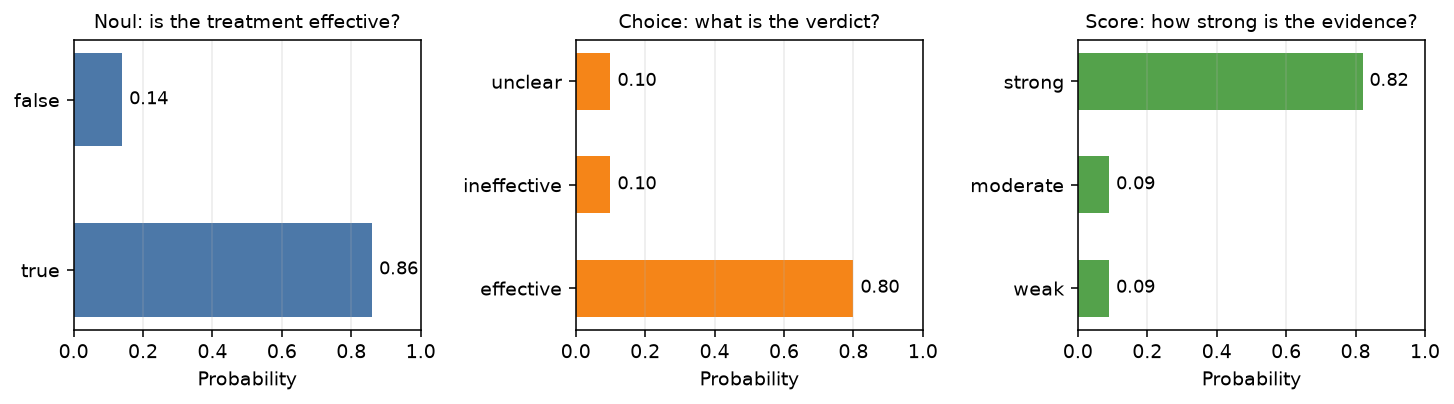 Noul: is the treatment effective?
false
0.14
true
0.86
0.0 0.2 0.4 0.6 0.8 1.0
Probability
Choice: what is the verdict?
unclear
0.10
ineffective
0.10
effective
0.80
0.0 0.2 0.4 0.6 0.8 1.0
Probability
Score: how strong is the evidence?
strong
0.82
moderate
0.09
weak
0.09
0.0 0.2 0.4 0.6 0.8 1.0
Probability